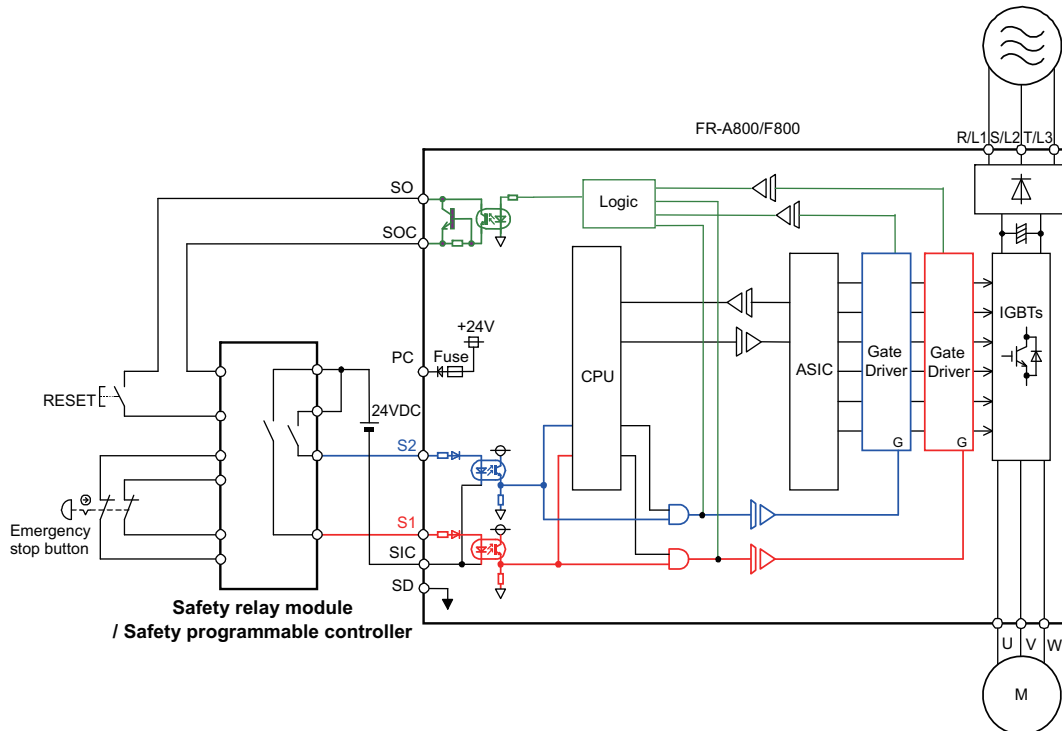 FR-A800/F800
R/L1 S/L2 T/L3
SO
Logic
SOC
+24V
PC
Fuse
IGBTs
CPU
ASIC
Gate
Driver
Gate
Driver
RESET
24VDC
S2
G
G
Emergency
stop button
S1
SIC
SD
Safety relay module
/ Safety programmable controller
U V W
M